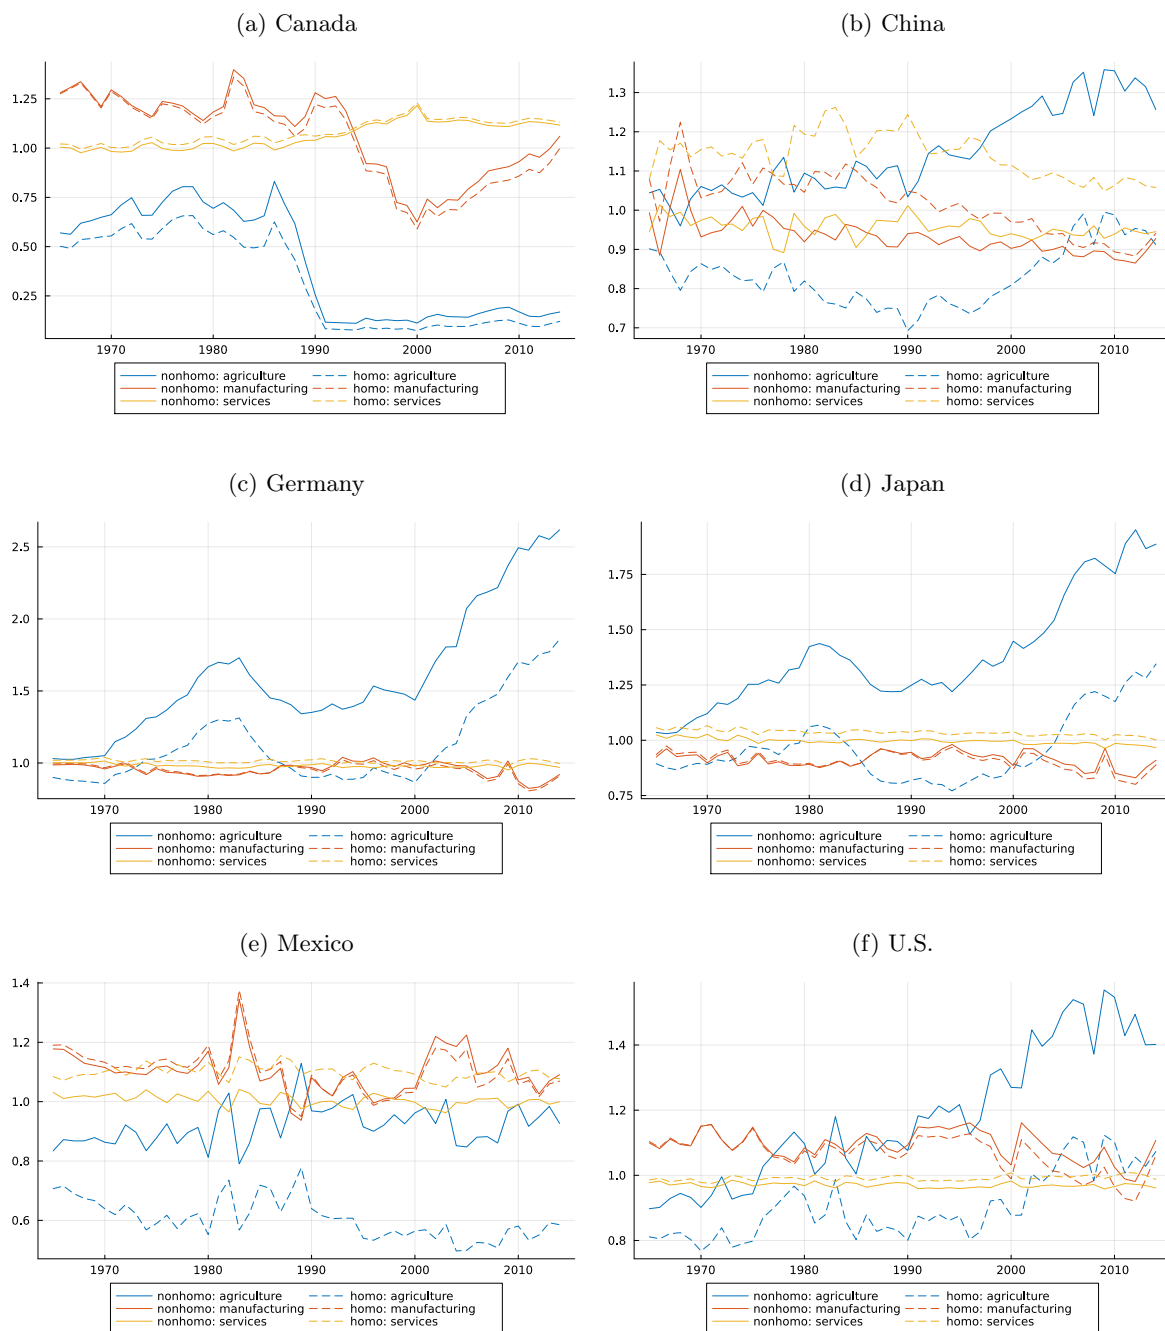 (a) Canada
(b) China
1.25
1.00
0.75
0.50
0.25
1970 1980 1990 2000 2010
nonhomo: agriculture homo: agriculture
nonhomo: manufacturing homo: manufacturing
nonhomo: services homo: services
1.3
1.2
1.1
1.0
0.9
0.8
0.7
1970 1980 1990 2000 2010
nonhomo: agriculture homo: agriculture
nonhomo: manufacturing homo: manufacturing
nonhomo: services homo: services
(c) Germany
(d) Japan
2.5
2.0
1.5
1.0
1970 1980 1990 2000 2010
nonhomo: agriculture homo: agriculture
nonhomo: manufacturing homo: manufacturing
nonhomo: services homo: services
1.75
1.50
1.25
1.00
0.75
1970 1980 1990 2000 2010
nonhomo: agriculture homo: agriculture
nonhomo: manufacturing homo: manufacturing
nonhomo: services homo: services
(e) Mexico
(f) U.S.
1.4
1.2
1.0
0.8
0.6
1970 1980 1990 2000 2010
nonhomo: agriculture homo: agriculture
nonhomo: manufacturing homo: manufacturing
nonhomo: services homo: services
1.4
1.2
1.0
0.8
1970 1980 1990 2000 2010
nonhomo: agriculture homo: agriculture
nonhomo: manufacturing homo: manufacturing
nonhomo: services homo: services